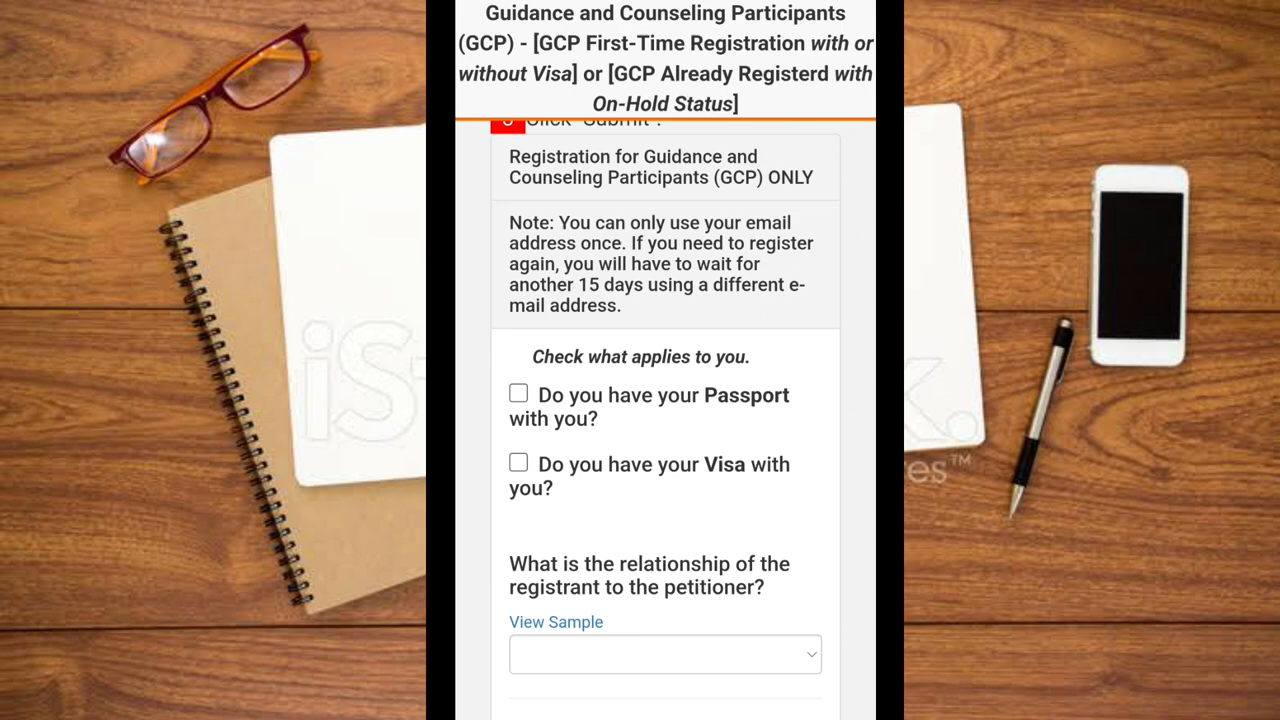 Guidance and Counseling Participants
(GCP) - [GCP First-Time Registration with or
without Visa] or [GCP Already Registerd with
On-Hold Status]
Click "Submit".
Registration for Guidance and
Counseling Participants (GCP) ONLY
Note: You can only use your email
address once. If you need to register
again, you will have to wait for
another 15 days using a different e-
mail address.
Check what applies to you.
Do you have your Passport
with you?
Do you have your Visa with
you?
What is the relationship of the
registrant to the petitioner?
View Sample
iS
k.
es™